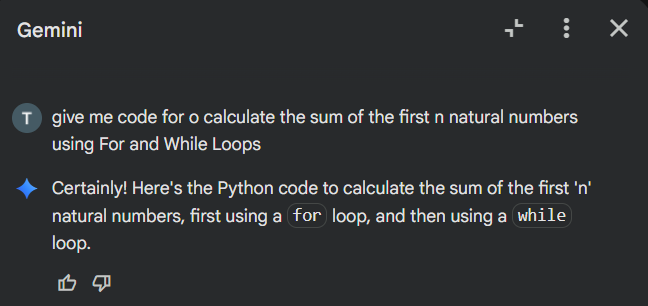 Gemini
T
give me code for o calculate the sum of the first n natural numbers
using For and While Loops
Certainly! Here's the Python code to calculate the sum of the first 'n'
natural numbers, first using a for loop, and then using a while
loop.